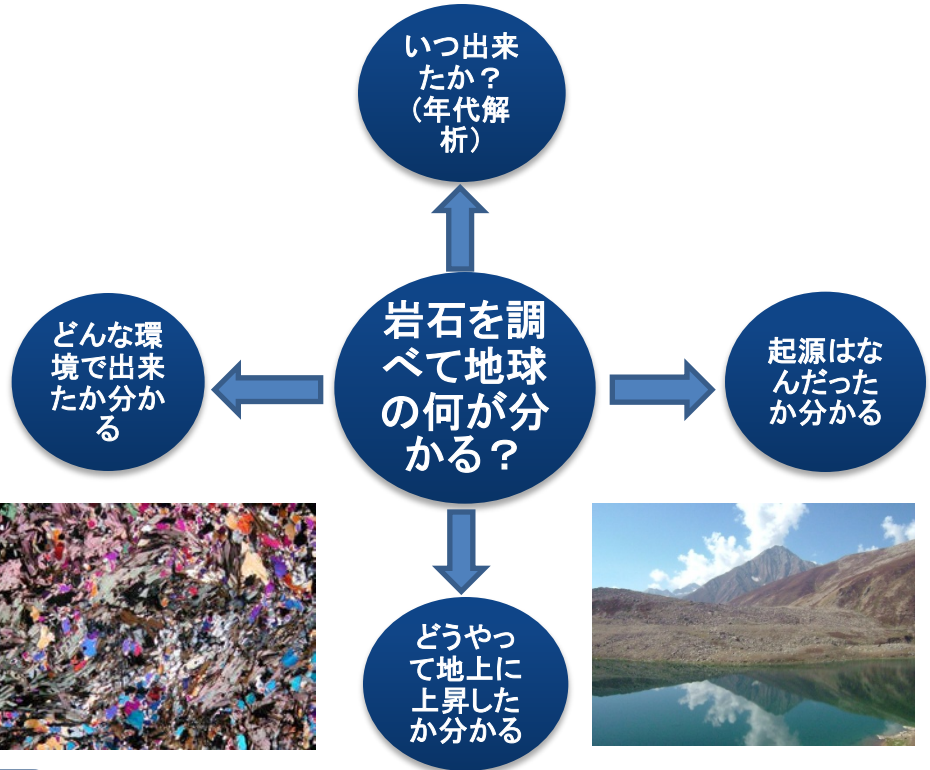 いつ出来
たか？
（年代解
析）
どんな環
境で出来
たか分か
る
岩石を調
べて地球
の何が分
かる？
起源はな
んだった
か分かる
どうやっ
て地上に
上昇した
か分かる